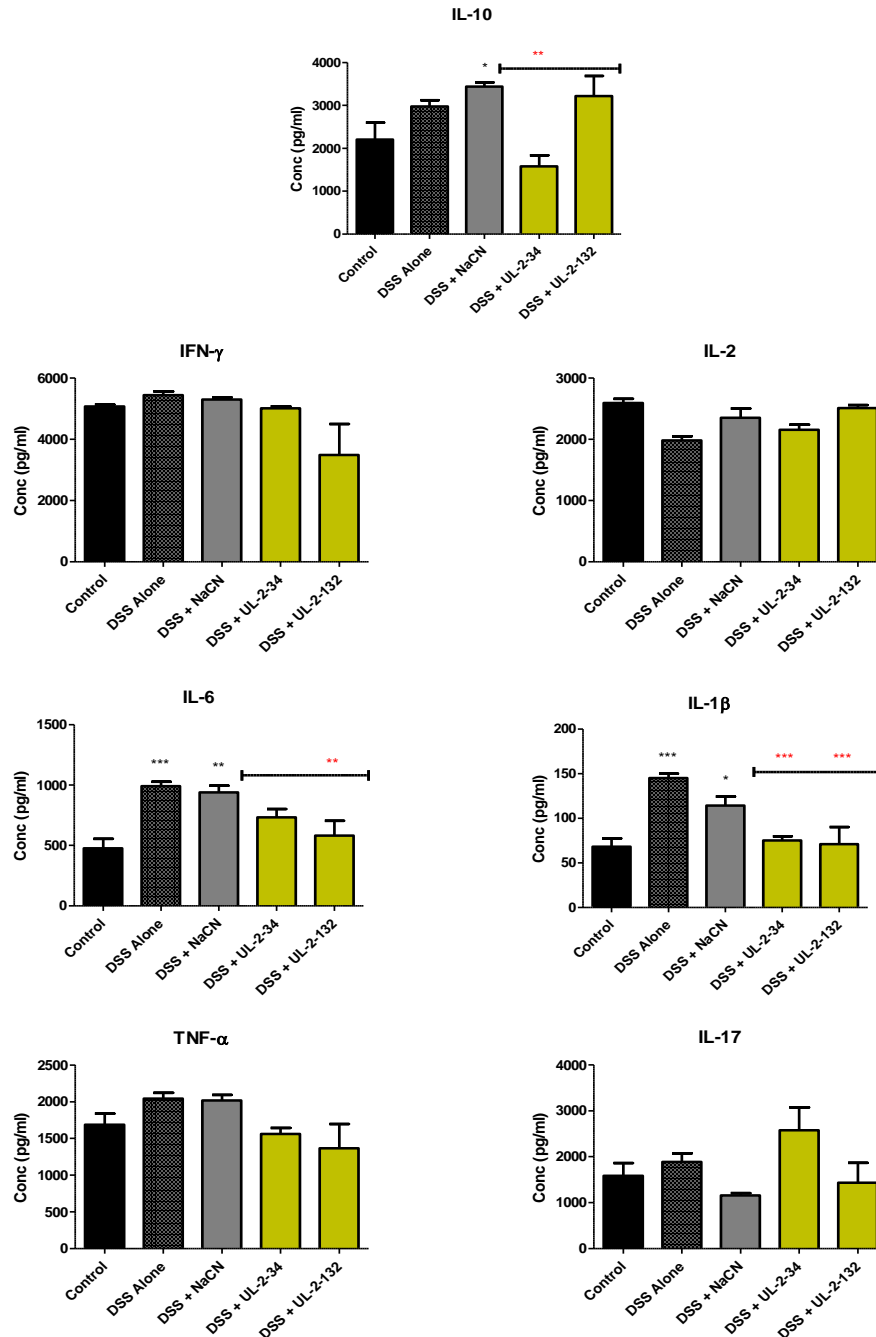 IL-10
* **
Conc (pg/ml)
4000
3000
2000
1000
0
Control
DSS Alone
DSS + NaCN
DSS + UL-2-34
DSS + UL-2-132
IFN-γ
Conc (pg/ml)
6000
4000
2000
0
Control
DSS Alone
DSS + NaCN
DSS + UL-2-34
DSS + UL-2-132
IL-2
Conc (pg/ml)
3000
2000
1000
0
Control
DSS Alone
DSS + NaCN
DSS + UL-2-34
DSS + UL-2-132
IL-6
*** ** **
Conc (pg/ml)
1500
1000
500
0
Control
DSS Alone
DSS + NaCN
DSS + UL-2-34
DSS + UL-2-132
IL-1β
*** * *** ***
Conc (pg/ml)
200
150
100
50
0
Control
DSS Alone
DSS + NaCN
DSS + UL-2-34
DSS + UL-2-132
TNF-α
Conc (pg/ml)
2500
2000
1500
1000
500
0
Control
DSS Alone
DSS + NaCN
DSS + UL-2-34
DSS + UL-2-132
IL-17
Conc (pg/ml)
4000
3000
2000
1000
0
Control
DSS Alone
DSS + NaCN
DSS + UL-2-34
DSS + UL-2-132